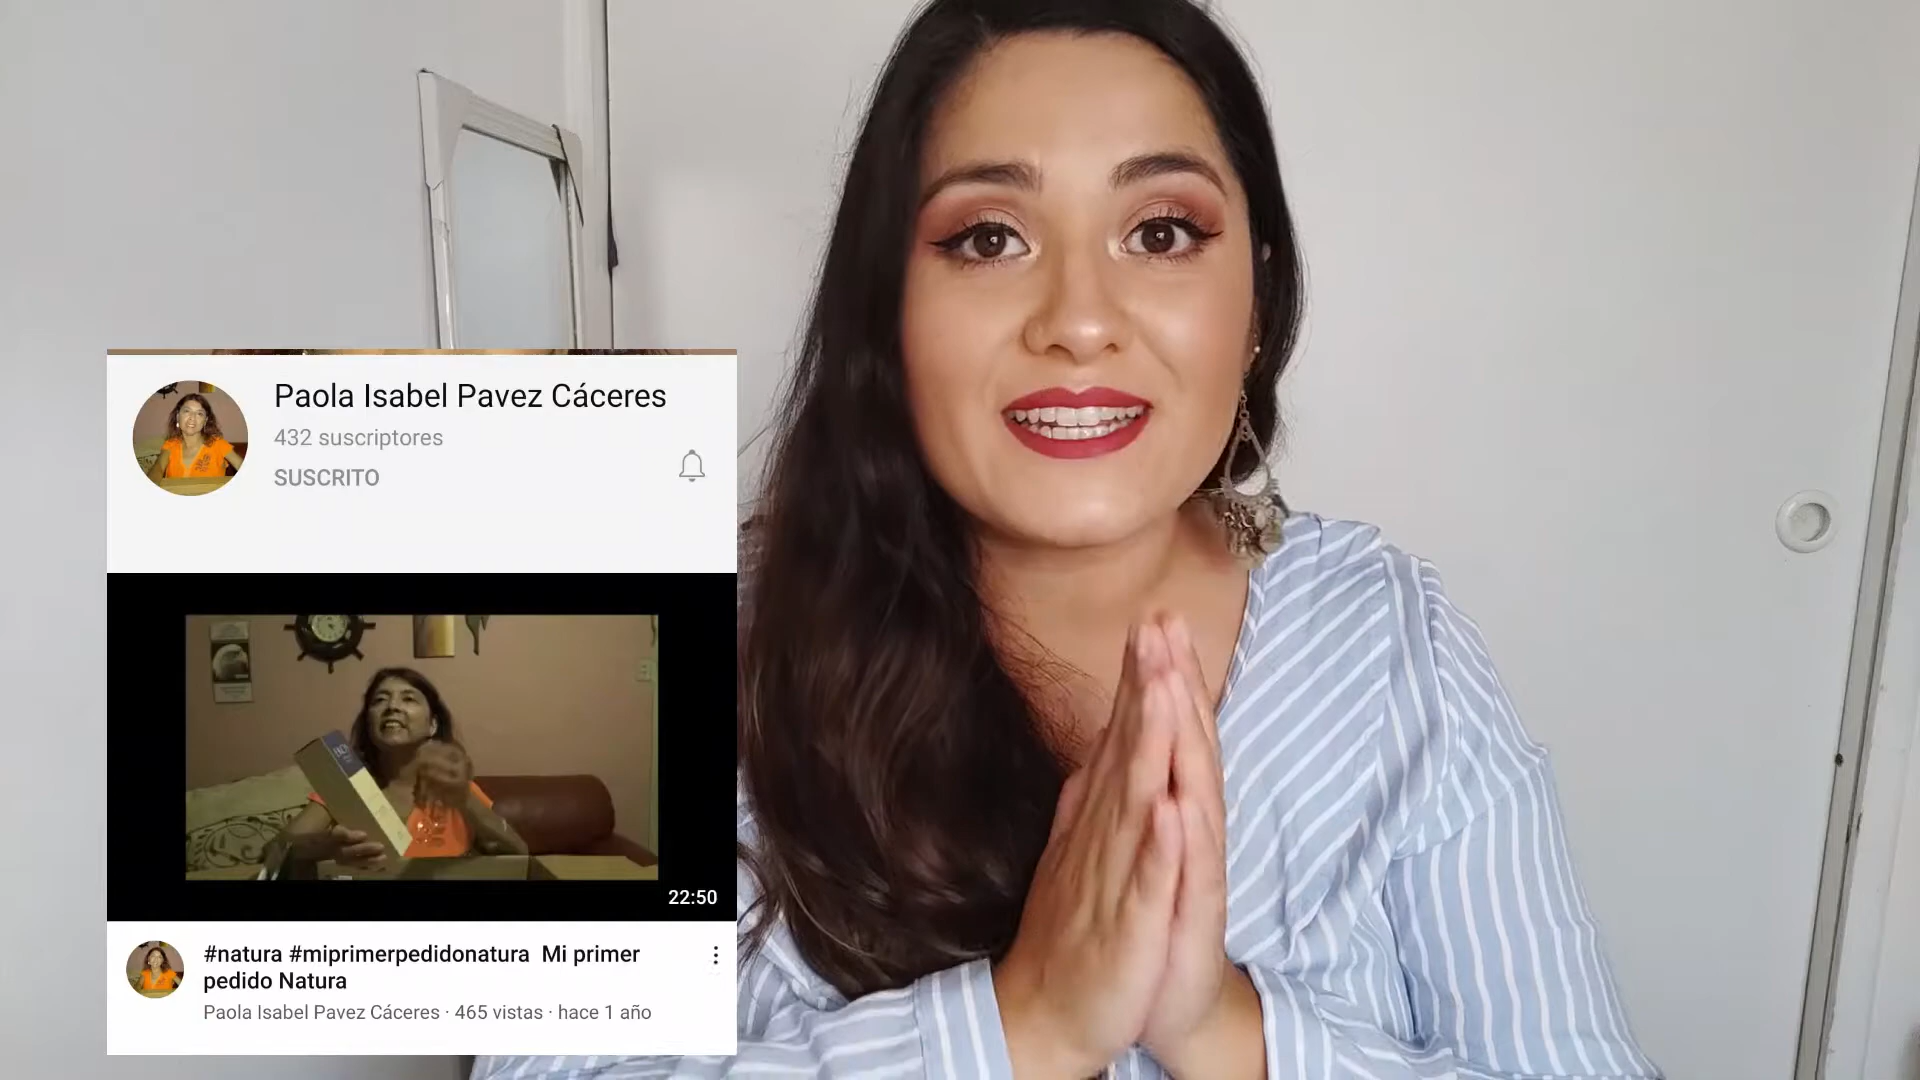 Paola Isabel Pavez Cáceres
432 suscriptores
SUSCRITO
22:50
#natura #miprimerpedidonatura Mi primer
pedido Natura
Paola Isabel Pavez Cáceres · 465 vistas · hace 1 año